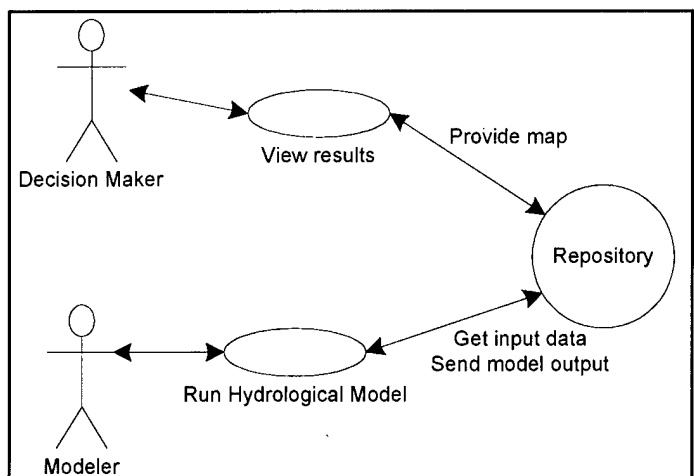 Provide map
View results
Decision Maker
Repository
Get input data
Send model output
Run Hydrological Model
Modeler